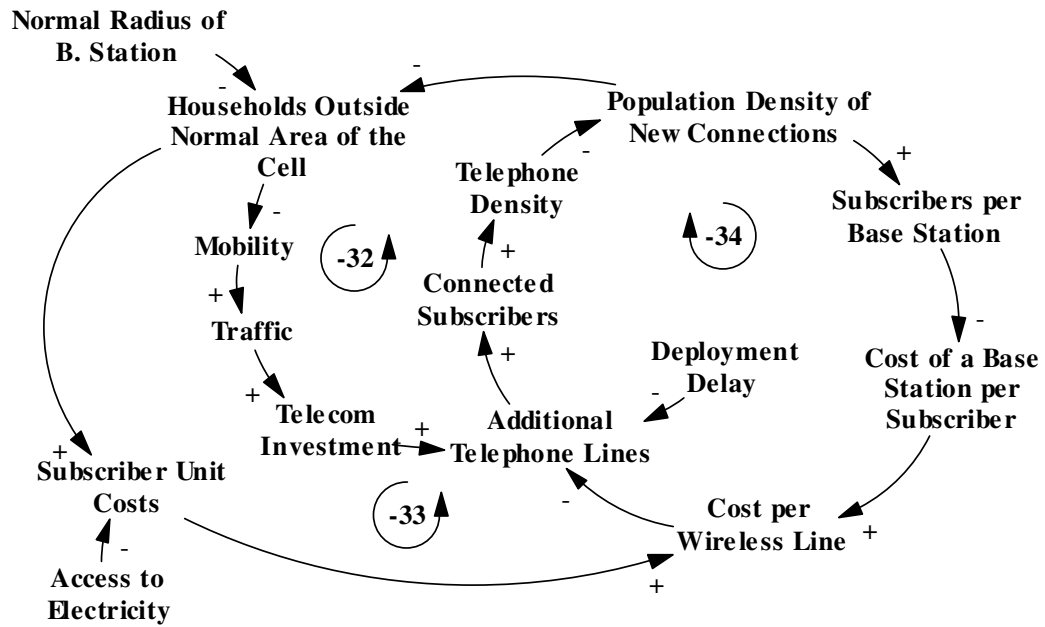 Normal Radius of
B. Station
-
-
Households Outside
Normal Area of the
Cell
Population Density of
New Connections
-
+
Telephone
Density
Subscribers per
Base Station
-
Mobility
-32
-34
+
Connected
Subscribers
+
Traffic
-
+
Deployment
Delay
Cost of a Base
Station per
Subscriber
+
-
Telecom
Investment
+
Additional
Telephone Lines
+
Subscriber Unit
Costs
-33
-
Cost per
Wireless Line
+
-
Access to
Electricity
+